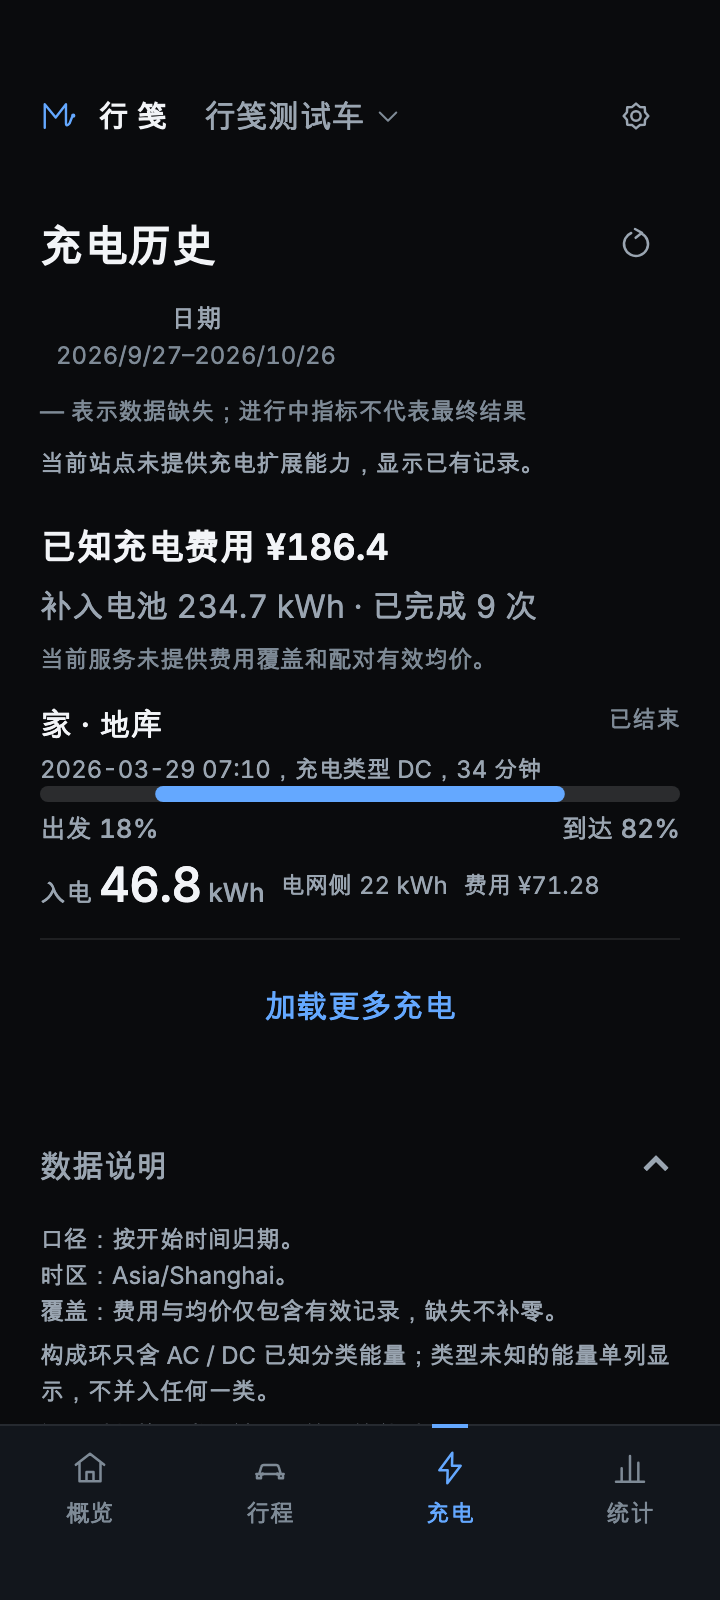 行笺 行笺测试车
充电历史
日期
2026/9/27–2026/10/26
— 表示数据缺失；进行中指标不代表最终结果
当前站点未提供充电扩展能力，显示已有记录。
已知充电费用 ¥186.4
补入电池 234.7 kWh · 已完成 9 次
当前服务未提供费用覆盖和配对有效均价。
家 · 地库 已结束
2026-03-29 07:10，充电类型 DC，34 分钟
出发 18% 到达 82%
入电 46.8 kWh 电网侧 22 kWh 费用 ¥71.28
加载更多充电
数据说明
口径：按开始时间归期。
时区：Asia/Shanghai。
覆盖：费用与均价仅包含有效记录，缺失不补零。
构成环只含 AC / DC 已知分类能量；类型未知的能量单列显
示，不并入任何一类。
概览 行程 充电 统计